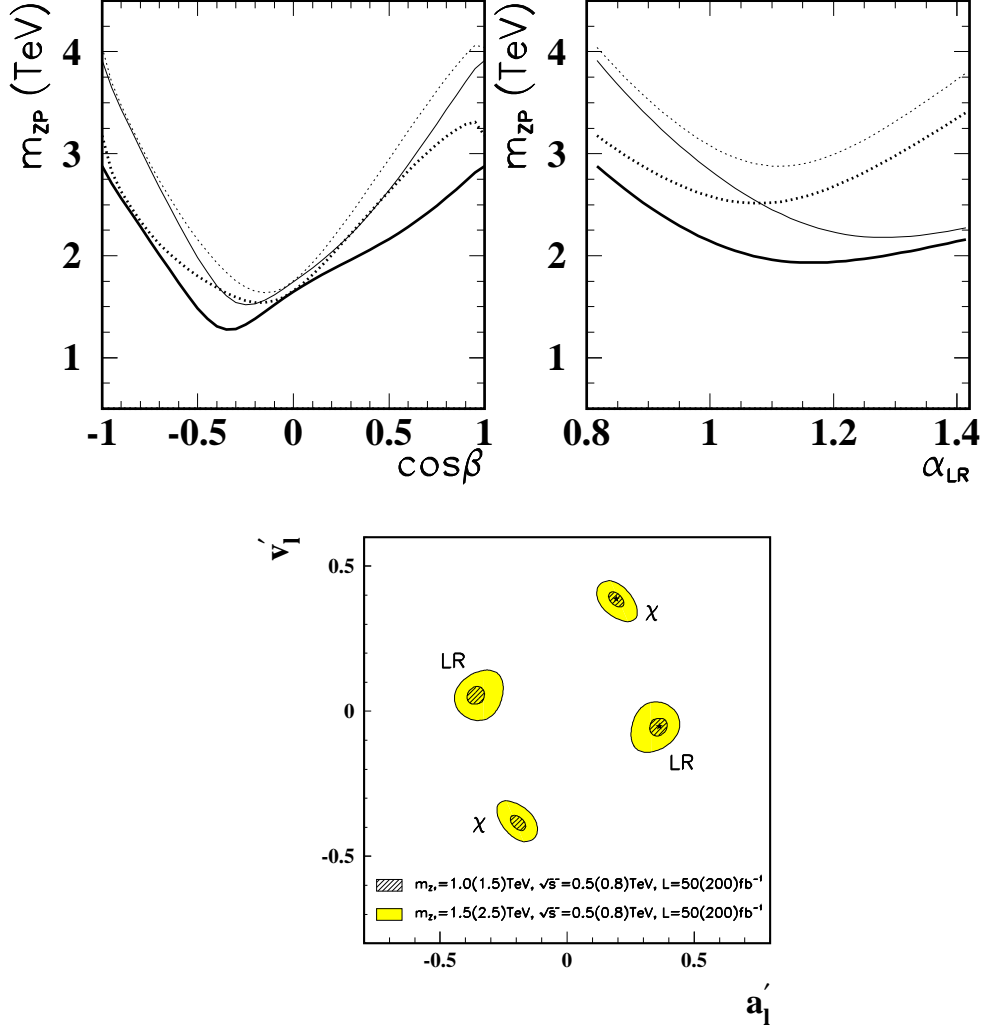 m_ZP (TeV)
4
3
2
1
-1 -0.5 0 0.5 1
cosβ
m_ZP (TeV)
4
3
2
1
0.8 1 1.2 1.4
α_LR
v_l′
0.5
0
-0.5
χ
LR
LR
χ
m_z′=1.0(1.5)TeV, √s=0.5(0.8)TeV, L=50(200)fb⁻¹
m_z′=1.5(2.5)TeV, √s=0.5(0.8)TeV, L=50(200)fb⁻¹
-0.5 0 0.5
a_l′